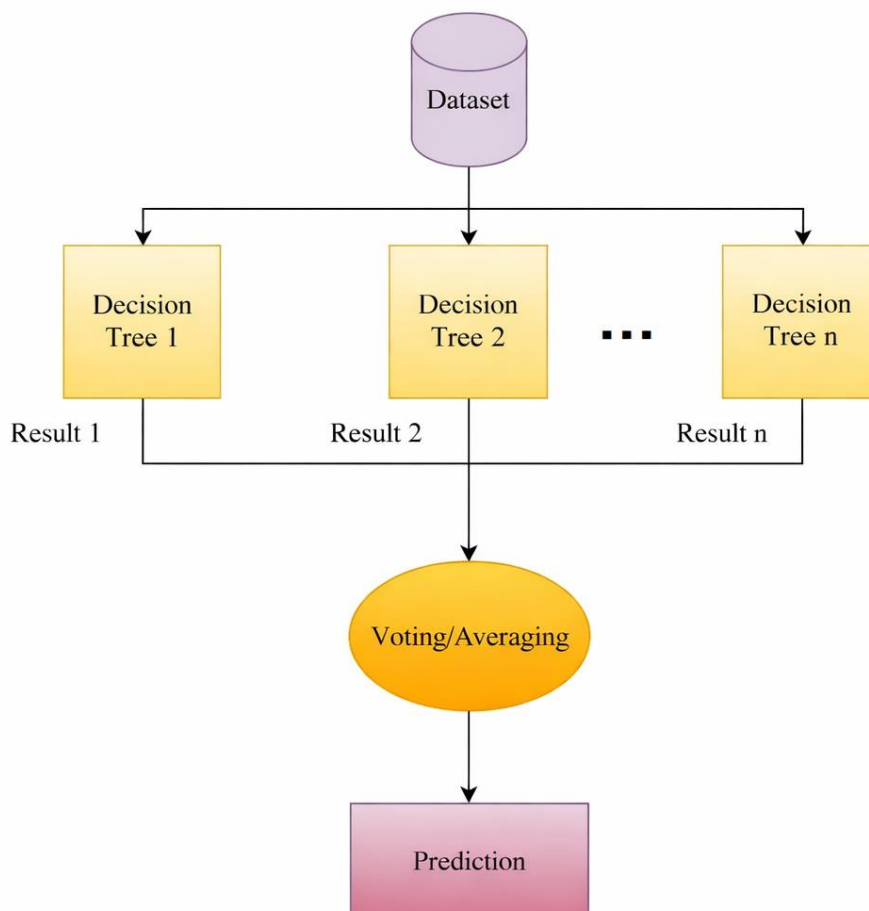 Dataset
Decision
Tree 1
Decision
Tree 2
...
Decision
Tree n
Result 1
Result 2
Result n
Voting/Averaging
Prediction